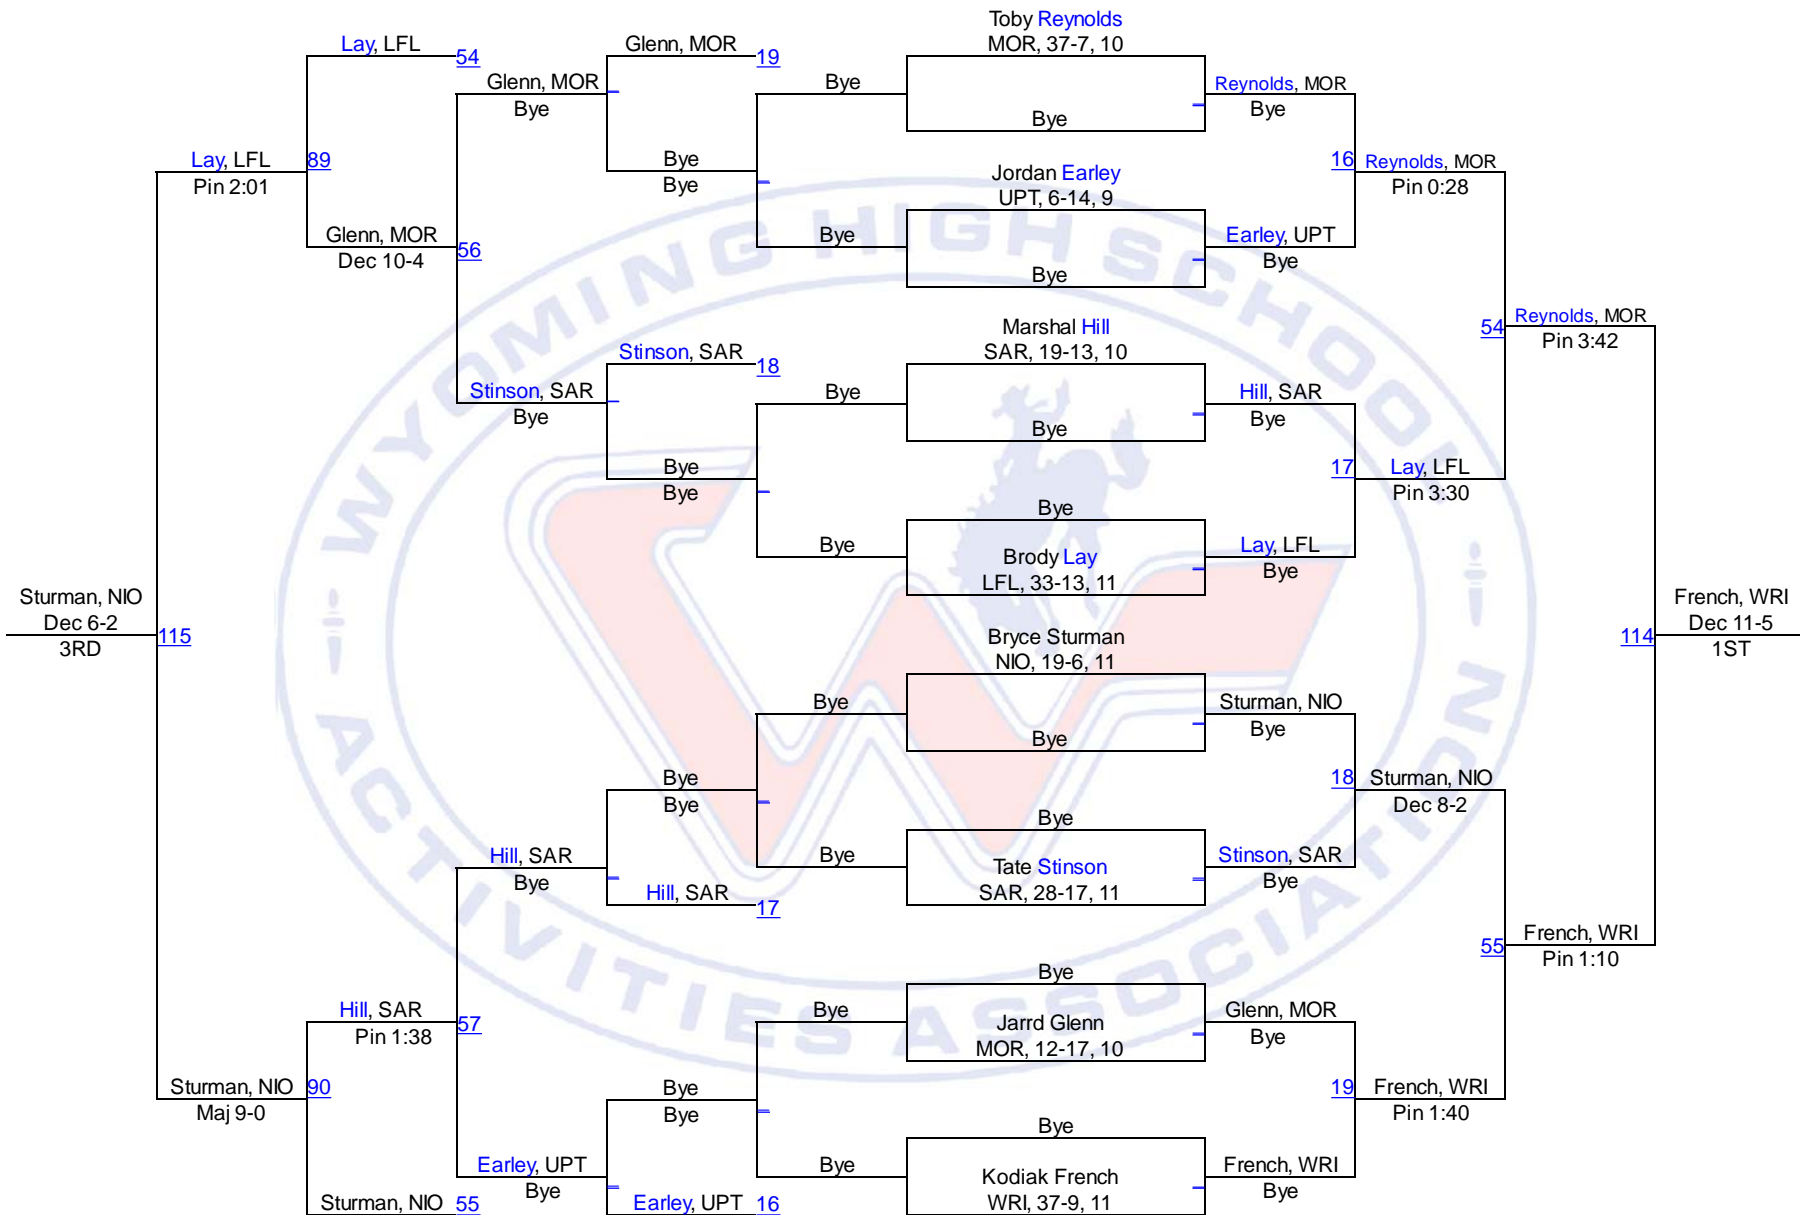 Toby Reynolds
MOR, 37-7, 10
Lay, LFL
54
Glenn, MOR
19
Glenn, MOR
Bye
Bye
Reynolds, MOR
Bye
Bye
Lay, LFL
89
Pin 2:01
Bye
Bye
Jordan Earley
UPT, 6-14, 9
16
Reynolds, MOR
Pin 0:28
Glenn, MOR
56
Dec 10-4
Bye
Earley, UPT
Bye
Bye
Marshal Hill
SAR, 19-13, 10
54
Reynolds, MOR
Pin 3:42
Stinson, SAR
18
Stinson, SAR
Bye
Bye
Hill, SAR
Bye
Bye
Bye
Bye
17
Lay, LFL
Pin 3:30
Bye
Bye
Brody Lay
LFL, 33-13, 11
Lay, LFL
Bye
Sturman, NIO
Dec 6-2
3RD
115
Bryce Sturman
NIO, 19-6, 11
114
French, WRI
Dec 11-5
1ST
Bye
Sturman, NIO
Bye
Bye
Bye
Bye
18
Sturman, NIO
Dec 8-2
Hill, SAR
Bye
Hill, SAR
17
Bye
Bye
Tate Stinson
SAR, 28-17, 11
Stinson, SAR
Bye
55
French, WRI
Pin 1:10
Bye
Hill, SAR
57
Pin 1:38
Bye
Jarrd Glenn
MOR, 12-17, 10
Glenn, MOR
Bye
Sturman, NIO
90
Maj 9-0
Bye
Bye
19
French, WRI
Pin 1:40
Bye
Earley, UPT
Bye
Bye
Kodiak French
WRI, 37-9, 11
French, WRI
Bye
Sturman, NIO
55
Earley, UPT
16
WYOMING HIGH SCHOOL
ACTIVITIES ASSOCIATION